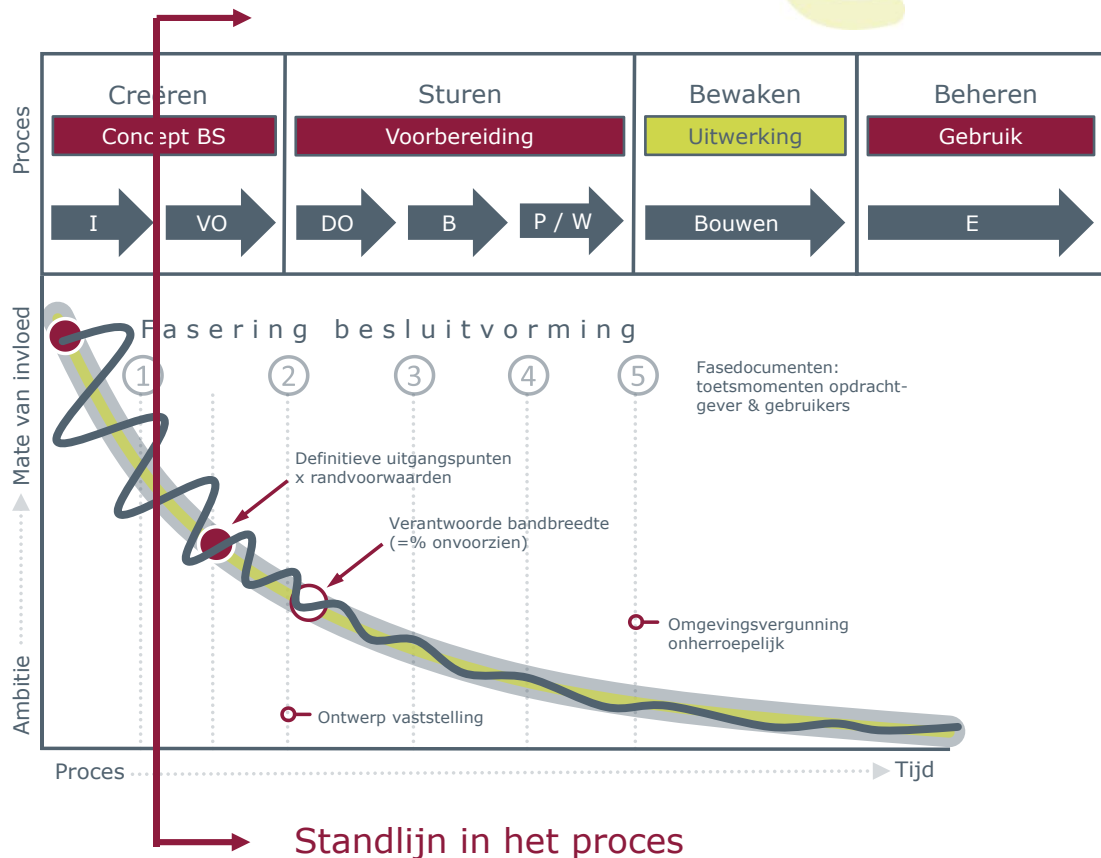 Proces
Creëren
Sturen
Bewaken
Beheren
Concept BS
Voorbereiding
Uitwerking
Gebruik
I
VO
DO
B
P / W
Bouwen
E
Mate van invloed
Ambitie
Fasering besluitvorming
1
2
3
4
5
Fasedocumenten:
toetsmomenten opdracht-
gever & gebruikers
Definitieve uitgangspunten
x randvoorwaarden
Verantwoorde bandbreedte
(=% onvoorzien)
Omgevingsvergunning
onherroepelijk
Ontwerp vaststelling
Proces
Tijd
Standlijn in het proces